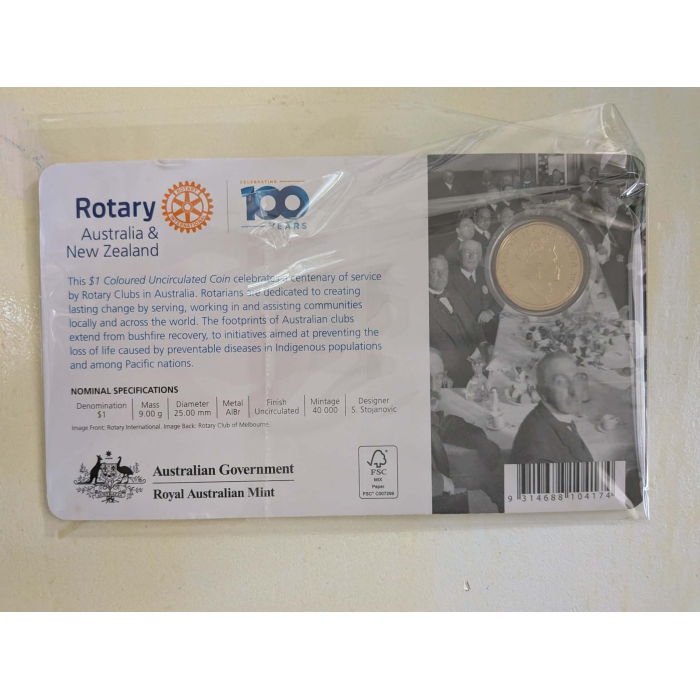 Rotary
Australia &
New Zealand
ROTARY
INTERNATIONAL
CELEBRATING
100
YEARS
This $1 Coloured Uncirculated Coin celebrates a centenary of service
by Rotary Clubs in Australia. Rotarians are dedicated to creating
lasting change by serving, working in and assisting communities
locally and across the world. The footprints of Australian clubs
extend from bushfire recovery, to initiatives aimed at preventing the
loss of life caused by preventable diseases in Indigenous populations
and among Pacific nations.
NOMINAL SPECIFICATIONS
Denomination Mass Diameter Metal Finish Mintage Designer
$1 9.00 g 25.00 mm AlBr Uncirculated 40 000 S. Stojanovic
Image Front: Rotary International. Image Back: Rotary Club of Melbourne.
Australian Government
Royal Australian Mint
FSC
MIX
Paper
FSC® C007206
9 314688 104174